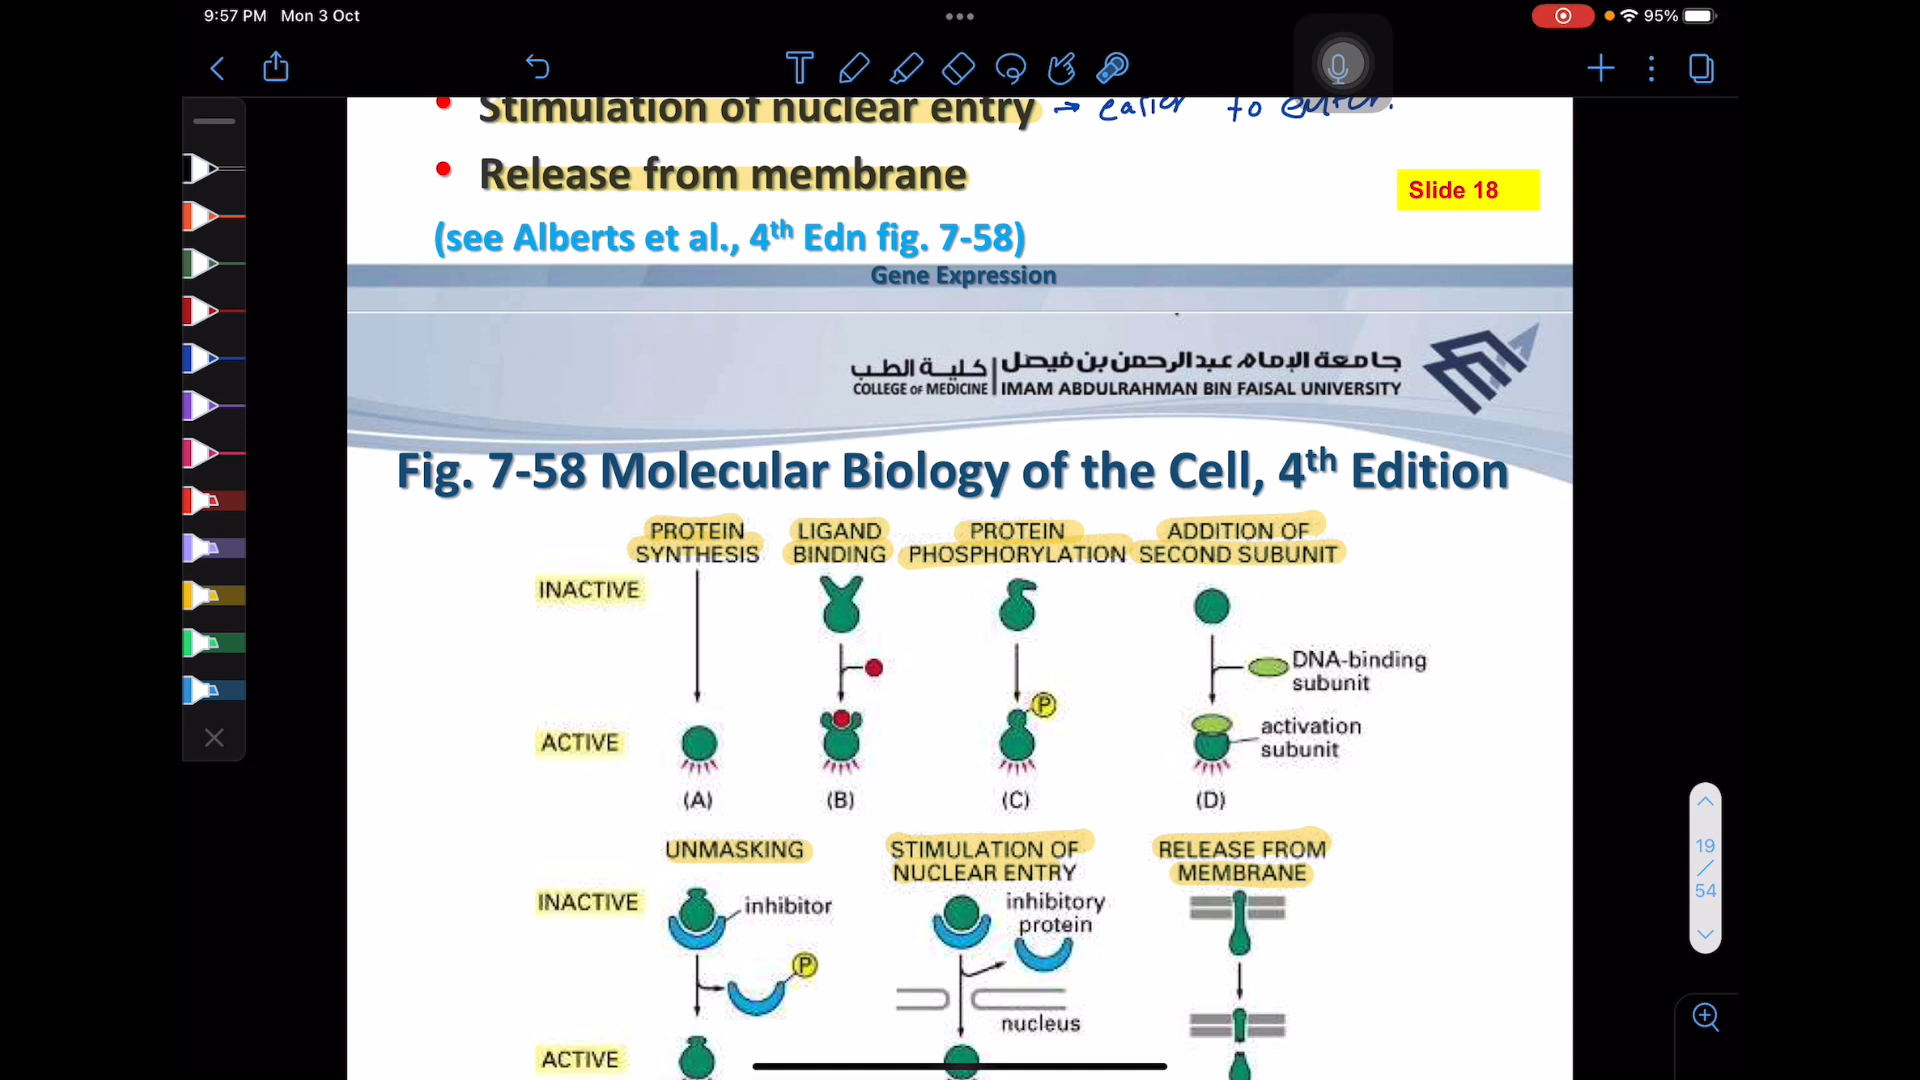 9:57 PM Mon 3 Oct
95%
Stimulation of nuclear entry → easier to enter.
Release from membrane
Slide 18
(see Alberts et al., 4th Edn fig. 7-58)
Gene Expression
جامعة الإمام عبدالرحمن بن فيصل
كلية الطب
COLLEGE OF MEDICINE
IMAM ABDULRAHMAN BIN FAISAL UNIVERSITY
Fig. 7-58 Molecular Biology of the Cell, 4th Edition
PROTEIN SYNTHESIS
LIGAND BINDING
PROTEIN PHOSPHORYLATION
ADDITION OF SECOND SUBUNIT
INACTIVE
DNA-binding subunit
P
ACTIVE
activation subunit
(A)
(B)
(C)
(D)
UNMASKING
STIMULATION OF NUCLEAR ENTRY
RELEASE FROM MEMBRANE
INACTIVE
inhibitor
inhibitory protein
P
nucleus
ACTIVE
19
/
54